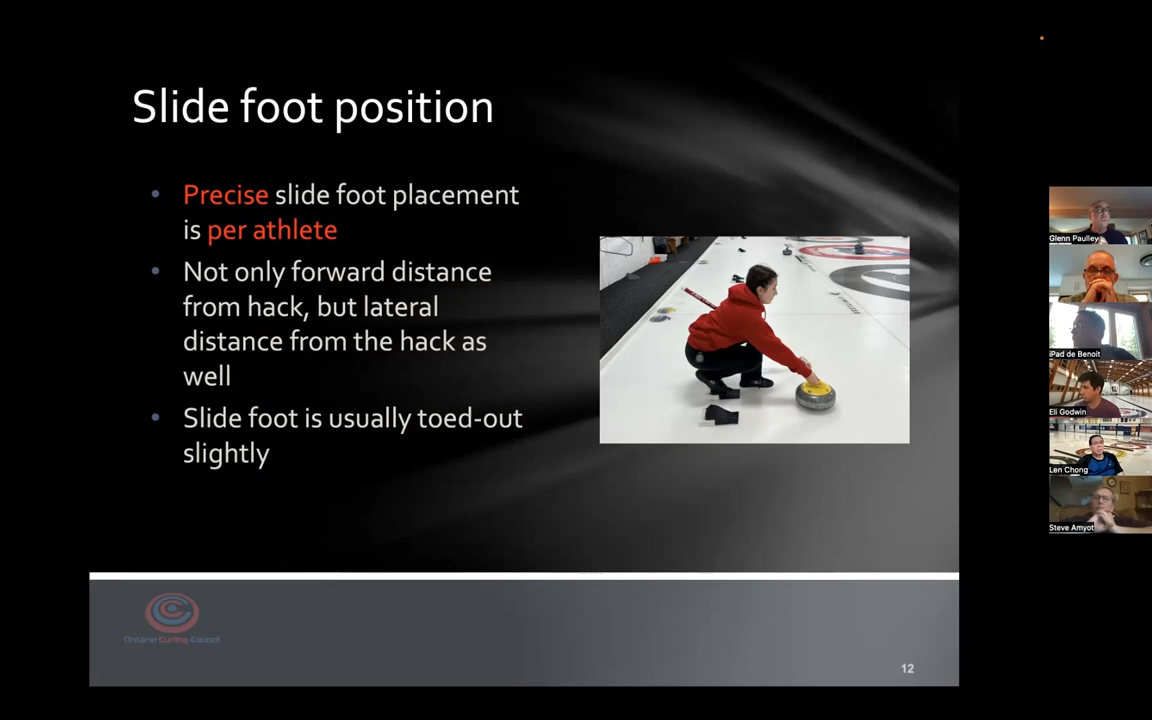 Slide foot position
• Precise slide foot placement
is per athlete
• Not only forward distance
from hack, but lateral
distance from the hack as
well
• Slide foot is usually toed-out
slightly
Ontario Curling Council
12
Glenn Paulley
iPad de Benoit
Eli Godwin
Len Chong
Steve Amyot